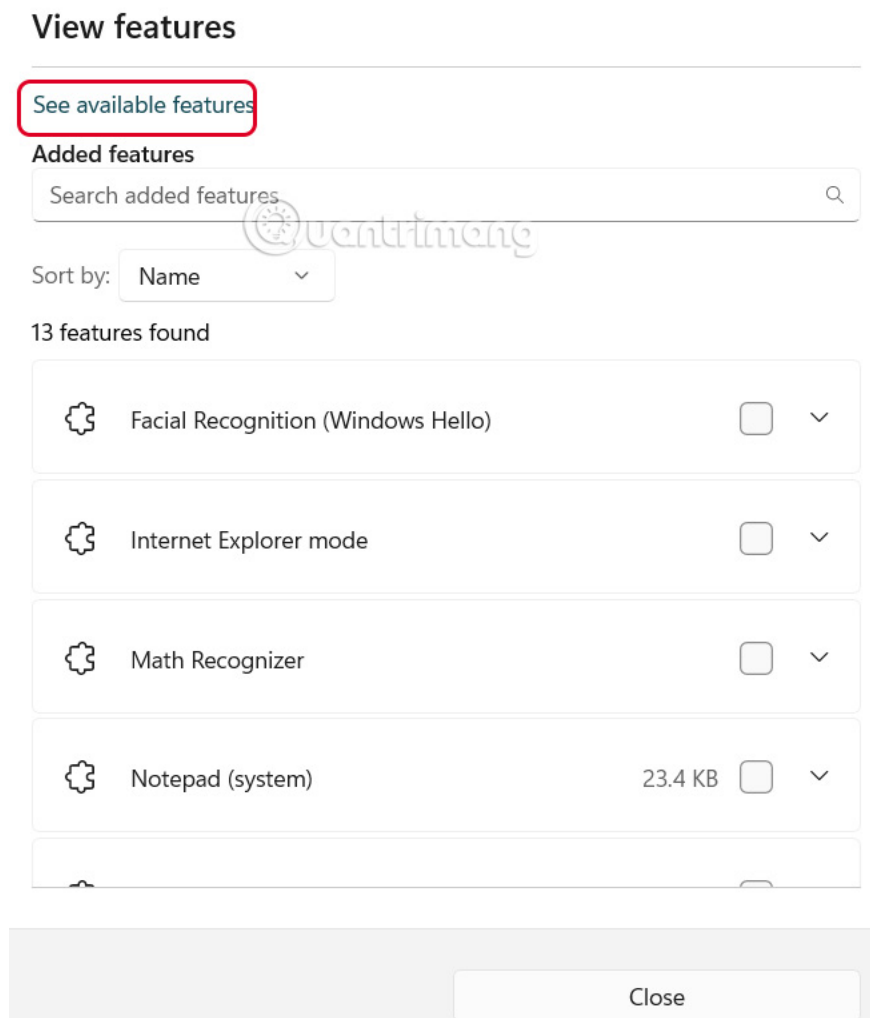 View features
See available features
Added features
Search added features
Quantrimang
Sort by: Name
13 features found
Facial Recognition (Windows Hello)
Internet Explorer mode
Math Recognizer
Notepad (system) 23.4 KB
Close